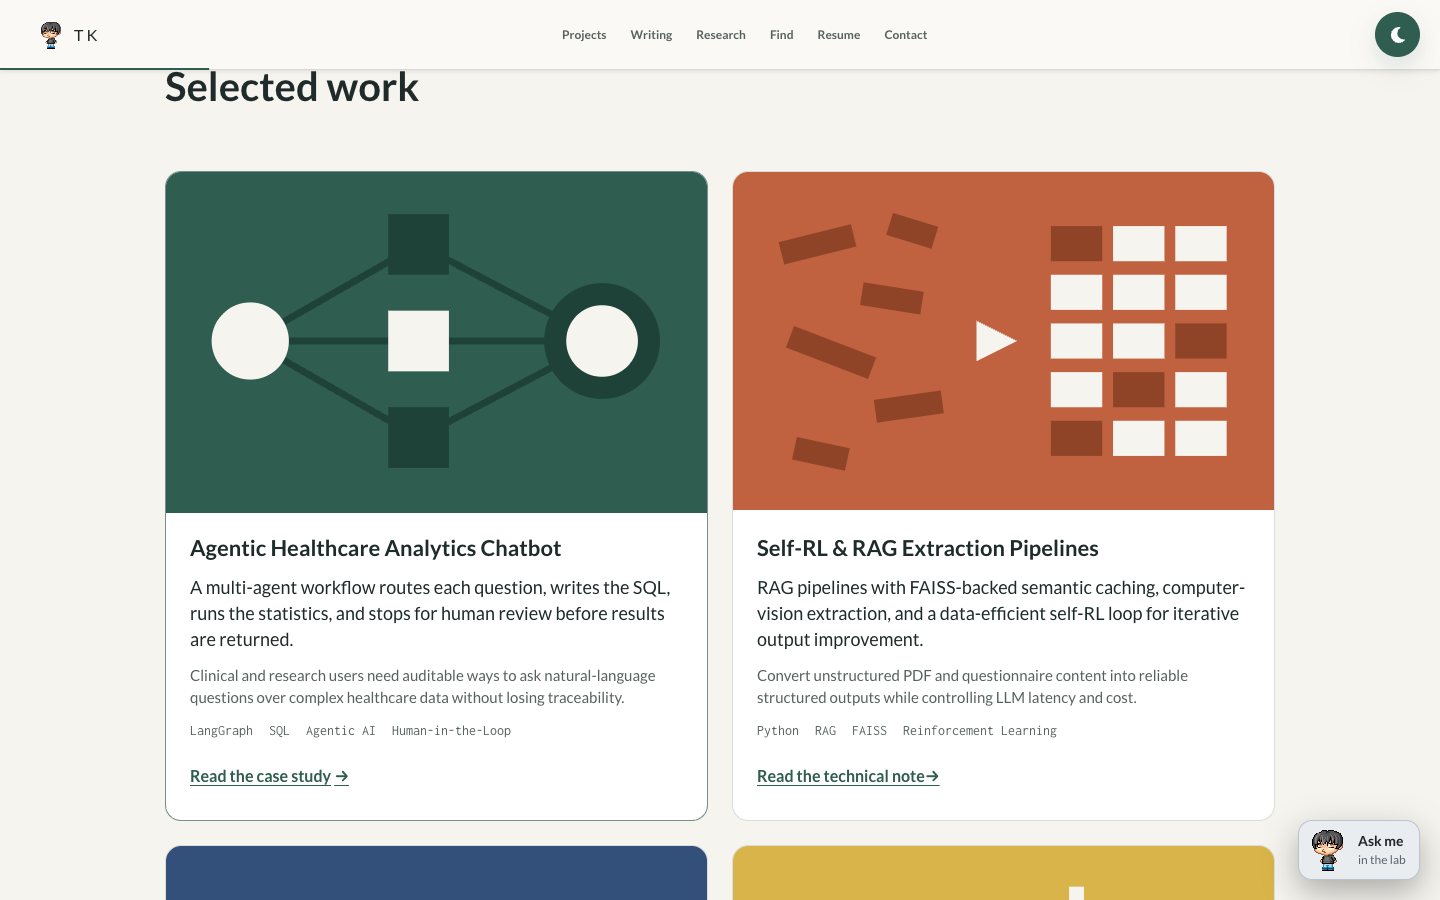 TK
Projects
Writing
Research
Find
Resume
Contact
Selected work
Agentic Healthcare Analytics Chatbot
A multi-agent workflow routes each question, writes the SQL,
runs the statistics, and stops for human review before results
are returned.
Clinical and research users need auditable ways to ask natural-language
questions over complex healthcare data without losing traceability.
LangGraph SQL Agentic AI Human-in-the-Loop
Read the case study →
Self-RL & RAG Extraction Pipelines
RAG pipelines with FAISS-backed semantic caching, computer-
vision extraction, and a data-efficient self-RL loop for iterative
output improvement.
Convert unstructured PDF and questionnaire content into reliable
structured outputs while controlling LLM latency and cost.
Python RAG FAISS Reinforcement Learning
Read the technical note→
Ask me
in the lab